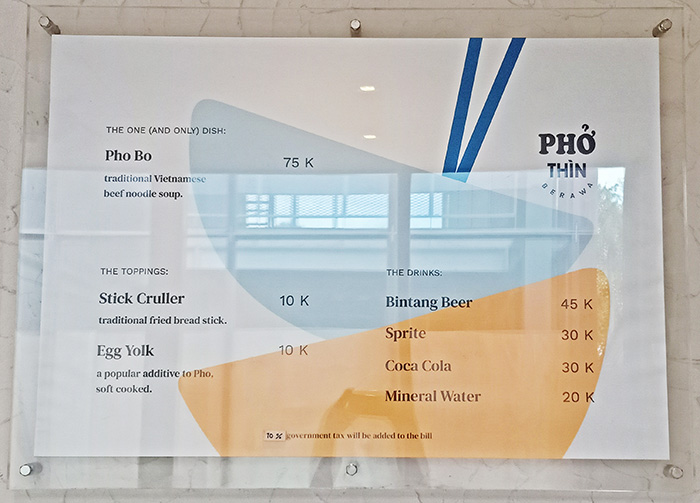 PHỞ
THÌN
BERAWA
THE ONE (AND ONLY) DISH:
Pho Bo 75 K
traditional Vietnamese
beef noodle soup.
THE TOPPINGS:
Stick Cruller 10 K
traditional fried bread stick.
Egg Yolk 10 K
a popular additive to Pho,
soft cooked.
THE DRINKS:
Bintang Beer 45 K
Sprite 30 K
Coca Cola 30 K
Mineral Water 20 K
10 % government tax will be added to the bill